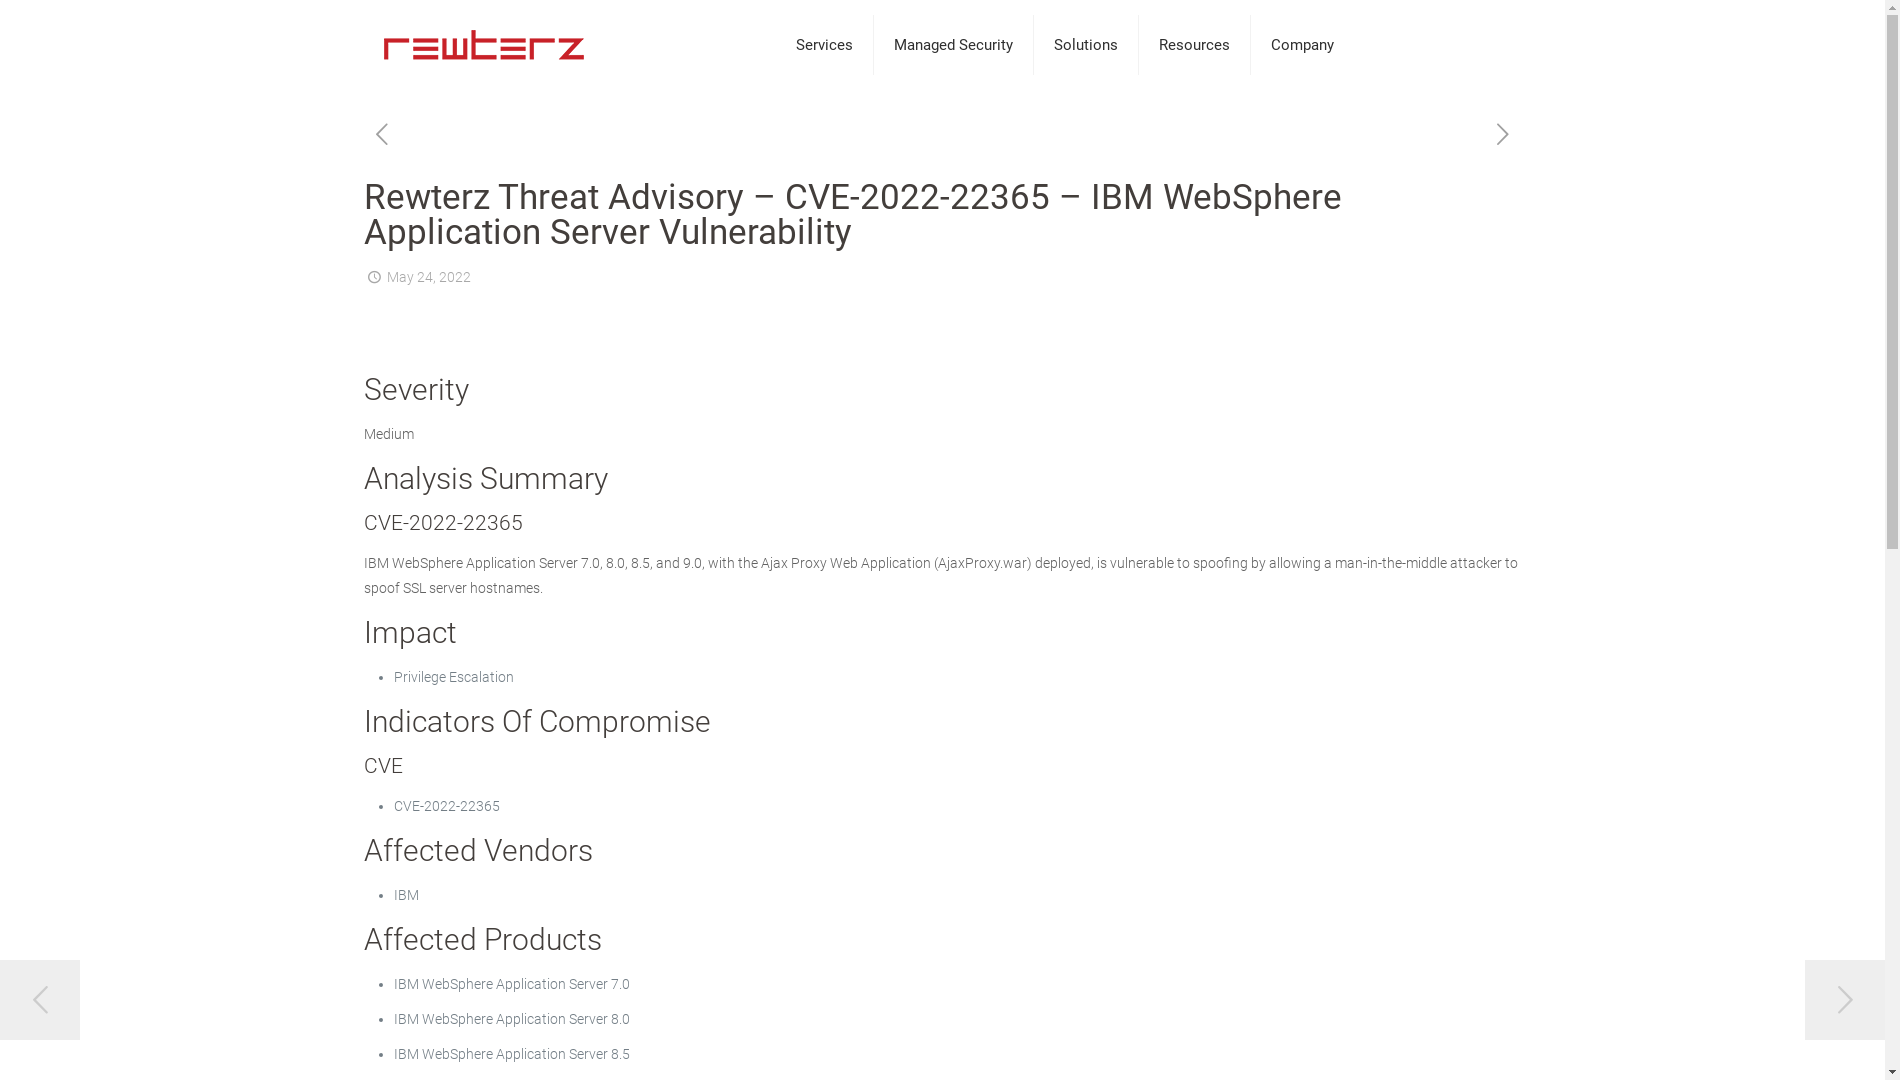 rewterz
Services
Managed Security
Solutions
Resources
Company
Rewterz Threat Advisory – CVE-2022-22365 – IBM WebSphere
Application Server Vulnerability
May 24, 2022
Severity
Medium
Analysis Summary
CVE-2022-22365
IBM WebSphere Application Server 7.0, 8.0, 8.5, and 9.0, with the Ajax Proxy Web Application (AjaxProxy.war) deployed, is vulnerable to spoofing by allowing a man-in-the-middle attacker to
spoof SSL server hostnames.
Impact
Privilege Escalation
Indicators Of Compromise
CVE
CVE-2022-22365
Affected Vendors
IBM
Affected Products
IBM WebSphere Application Server 7.0
IBM WebSphere Application Server 8.0
IBM WebSphere Application Server 8.5